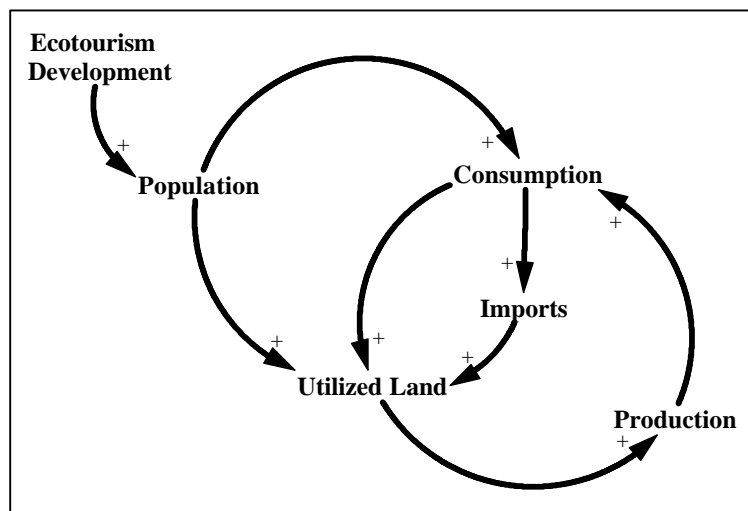 Ecotourism
Development
+
+
Population
Consumption
+
+
Imports
+
+
+
Utilized Land
Production
+